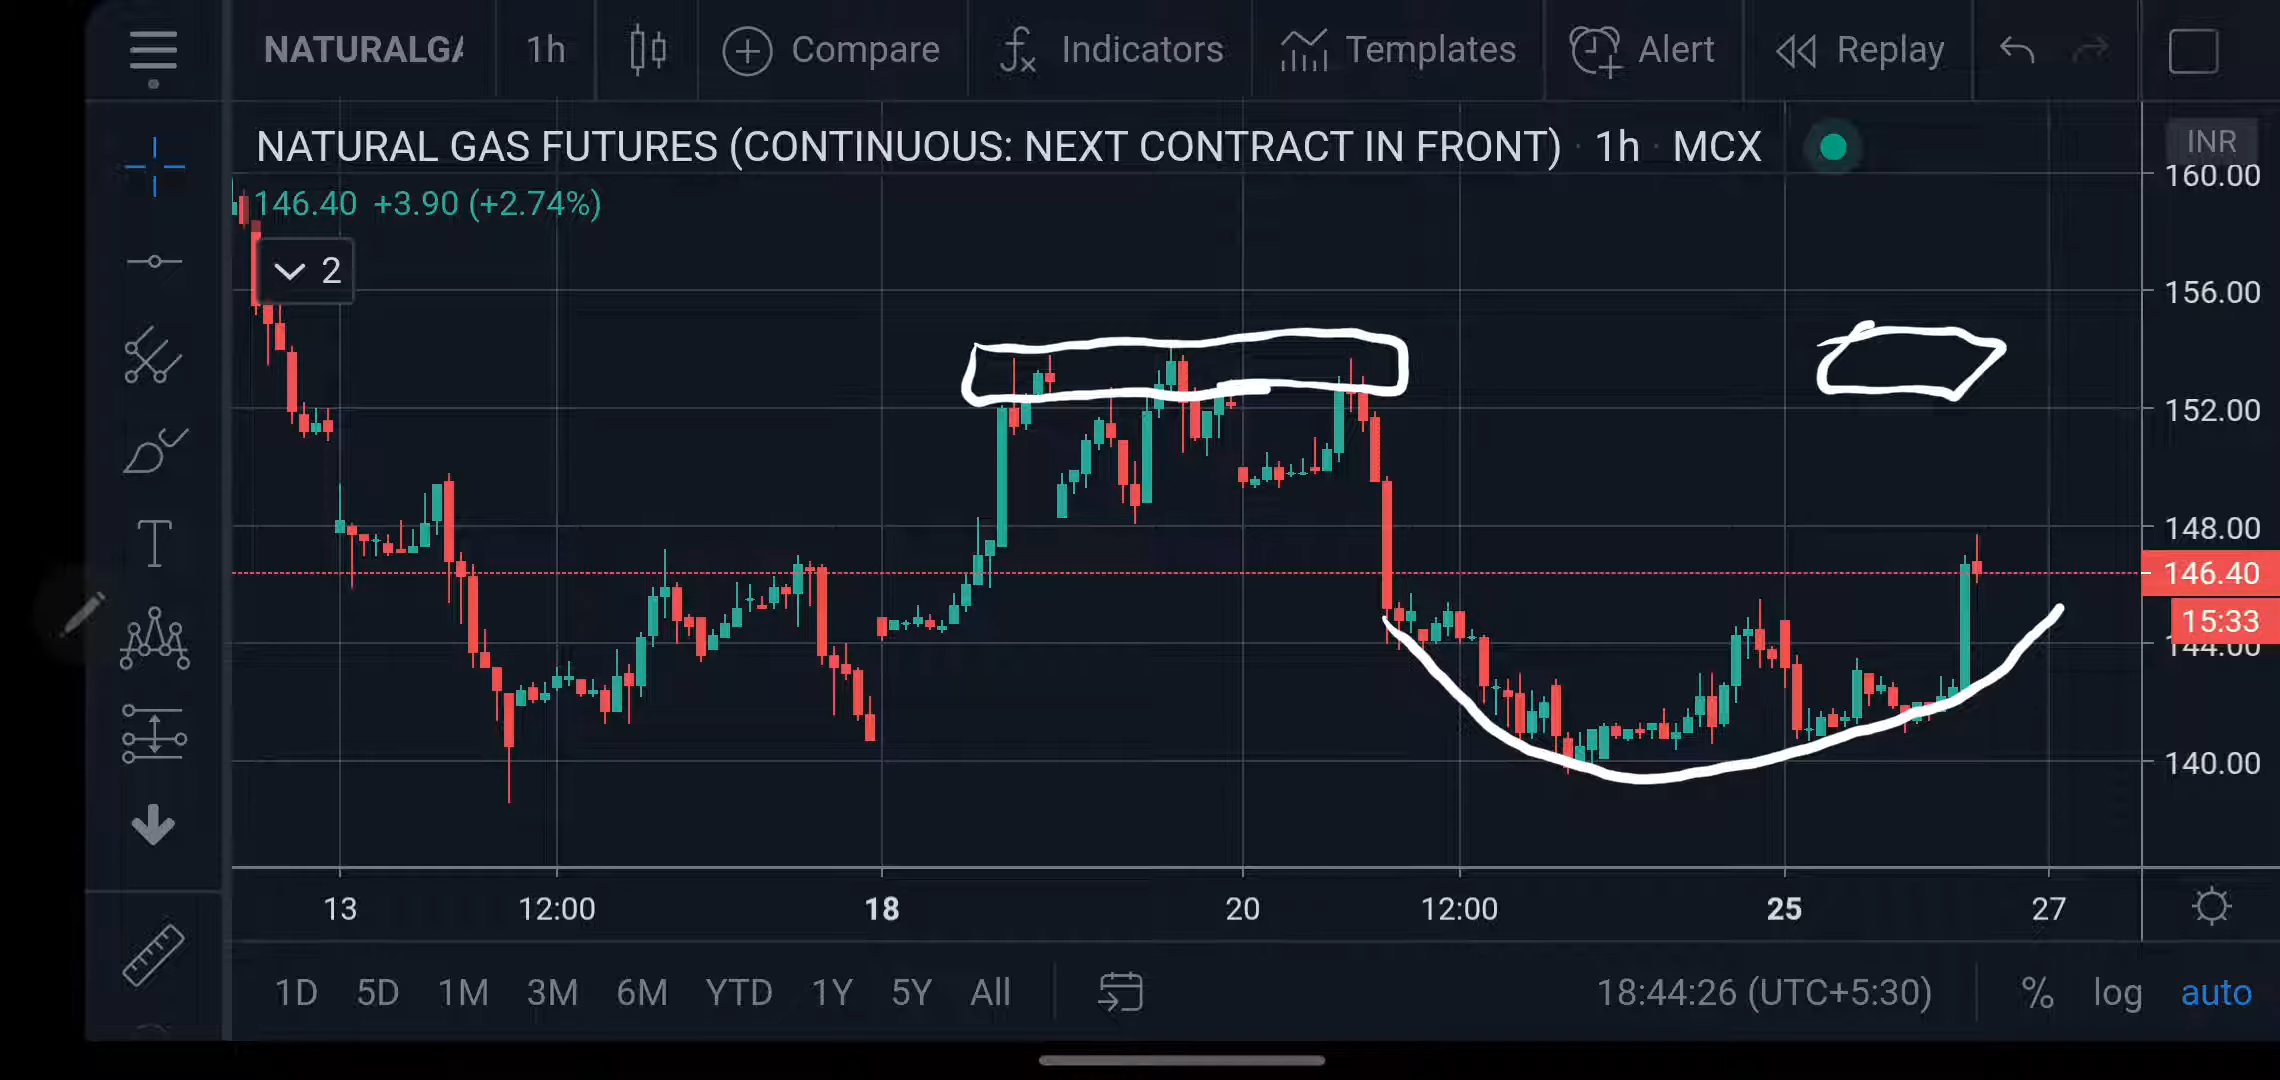 NATURALGA 1h Compare Indicators Templates Alert Replay
NATURAL GAS FUTURES (CONTINUOUS: NEXT CONTRACT IN FRONT) · 1h · MCX
INR
160.00
146.40 +3.90 (+2.74%)
2
156.00
152.00
148.00
146.40
15:33
144.00
140.00
13 12:00 18 20 12:00 25 27
1D 5D 1M 3M 6M YTD 1Y 5Y All 18:44:26 (UTC+5:30) % log auto